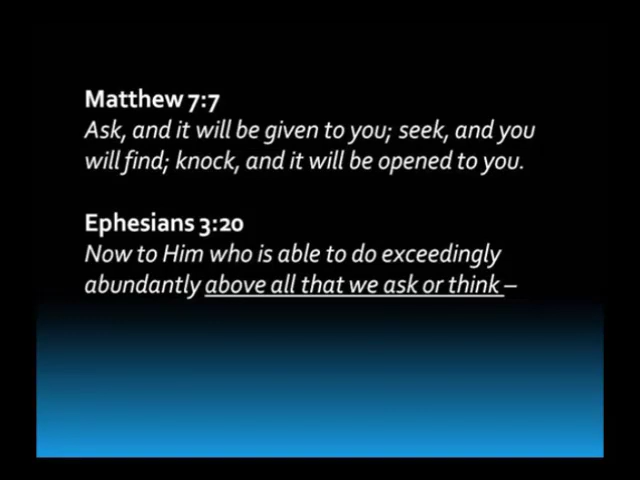 Matthew 7:7
Ask, and it will be given to you; seek, and you
will find; knock, and it will be opened to you.
Ephesians 3:20
Now to Him who is able to do exceedingly
abundantly above all that we ask or think –